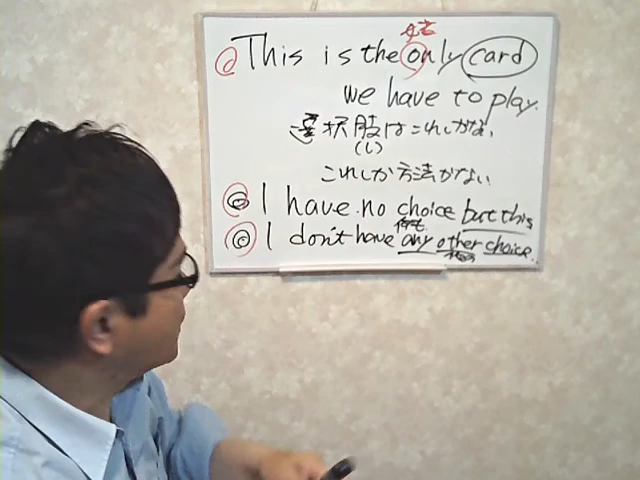 This is the only card
we have to play.
選択肢はこれしかない
(し)
これしか方法がない
◎ I have no choice but this
◎ I don't have any other choice.